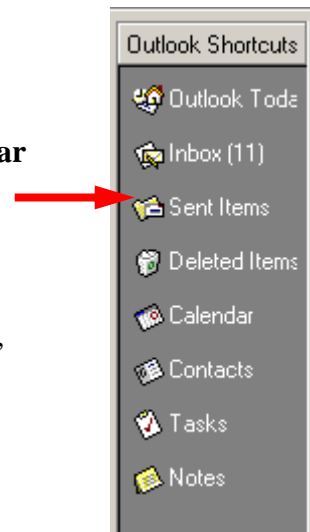 Outlook Shortcuts
Outlook Toda
ar
Inbox (11)
Sent Items
Deleted Items
Calendar
,
Contacts
Tasks
Notes